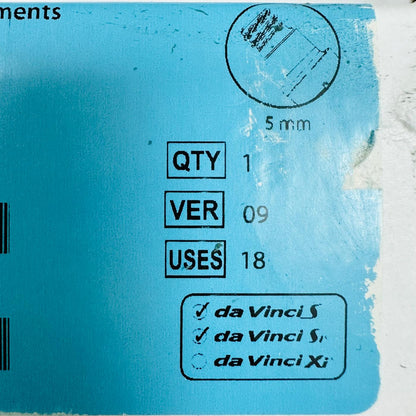 ments
5 mm
QTY 1
VER 09
USES 18
da Vinci S
da Vinci Si
da Vinci Xi